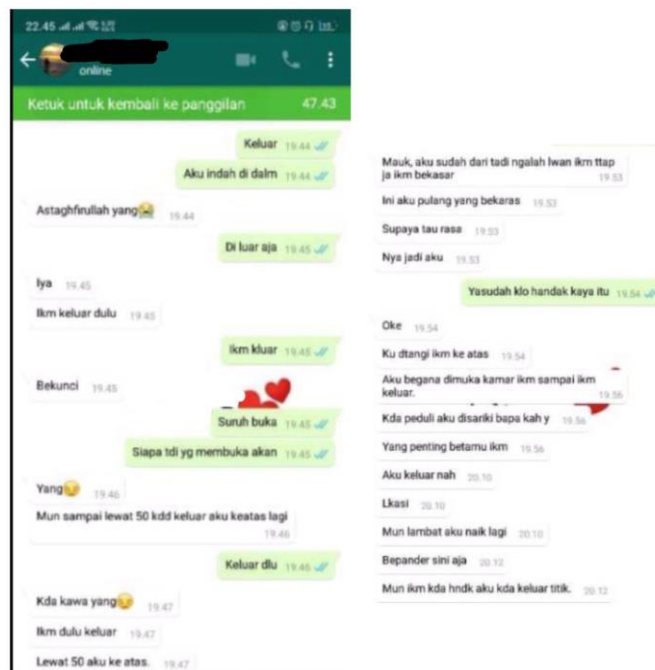 22.45
online
Ketuk untuk kembali ke panggilan 47.43
Keluar 19.44
Aku indah di dalm 19.44
Astaghfirullah yang😭 19.44
Di luar aja 19.45
Iya 19.45
Ikm keluar dulu 19.45
Ikm kluar 19.45
Bekunci 19.45
Suruh buka 19.45
Siapa tdi yg membuka akan 19.45
Yang😥 19.46
Mun sampai lewat 50 kdd keluar aku keatas lagi
19.46
Keluar dlu 19.46
Kda kawa yang😥 19.47
Ikm dulu keluar 19.47
Lewat 50 aku ke atas. 19.47
Mauk, aku sudah dari tadi ngalah lwan ikm ttap
ja ikm bekasar 19.53
Ini aku pulang yang bekaras 19.53
Supaya tau rasa 19.53
Nya jadi aku 19.53
Yasudah klo handak kaya itu 19.54
Oke 19.54
Ku dtangi ikm ke atas 19.54
Aku begana dimuka kamar ikm sampai ikm
keluar. 19.56
Kda peduli aku disariki bapa kah y 19.56
Yang penting betamu ikm 19.56
Aku keluar nah 20.10
Lkasi 20.10
Mun lambat aku naik lagi 20.10
Bepander sini aja 20.12
Mun ikm kda hndk aku kda keluar titik. 20.12